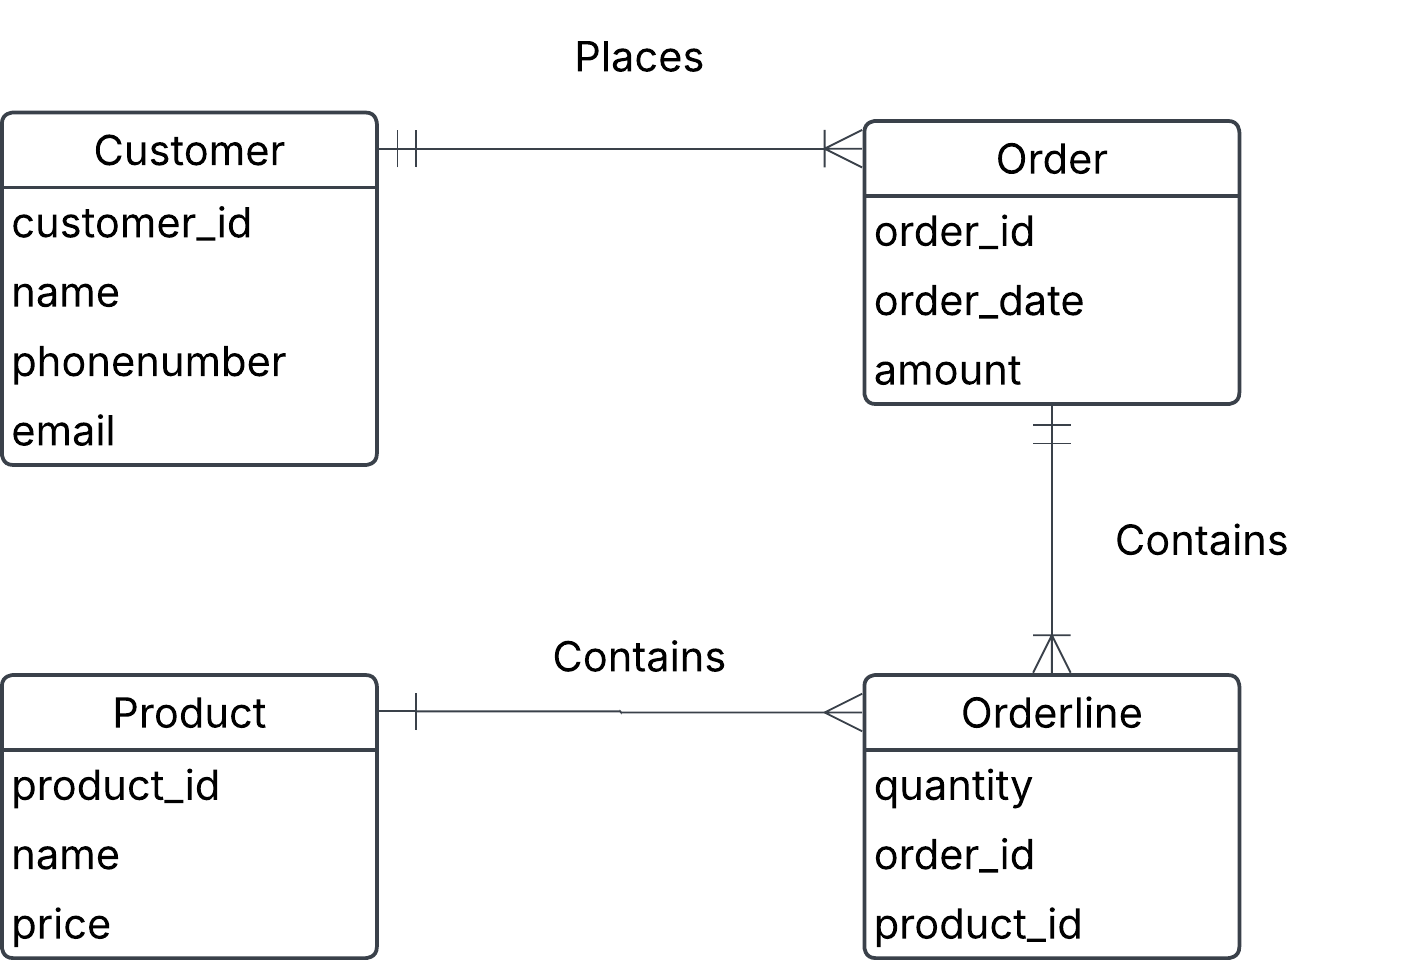 Places
Customer
customer_id
name
phonenumber
email
Order
order_id
order_date
amount
Contains
Contains
Product
product_id
name
price
Orderline
quantity
order_id
product_id